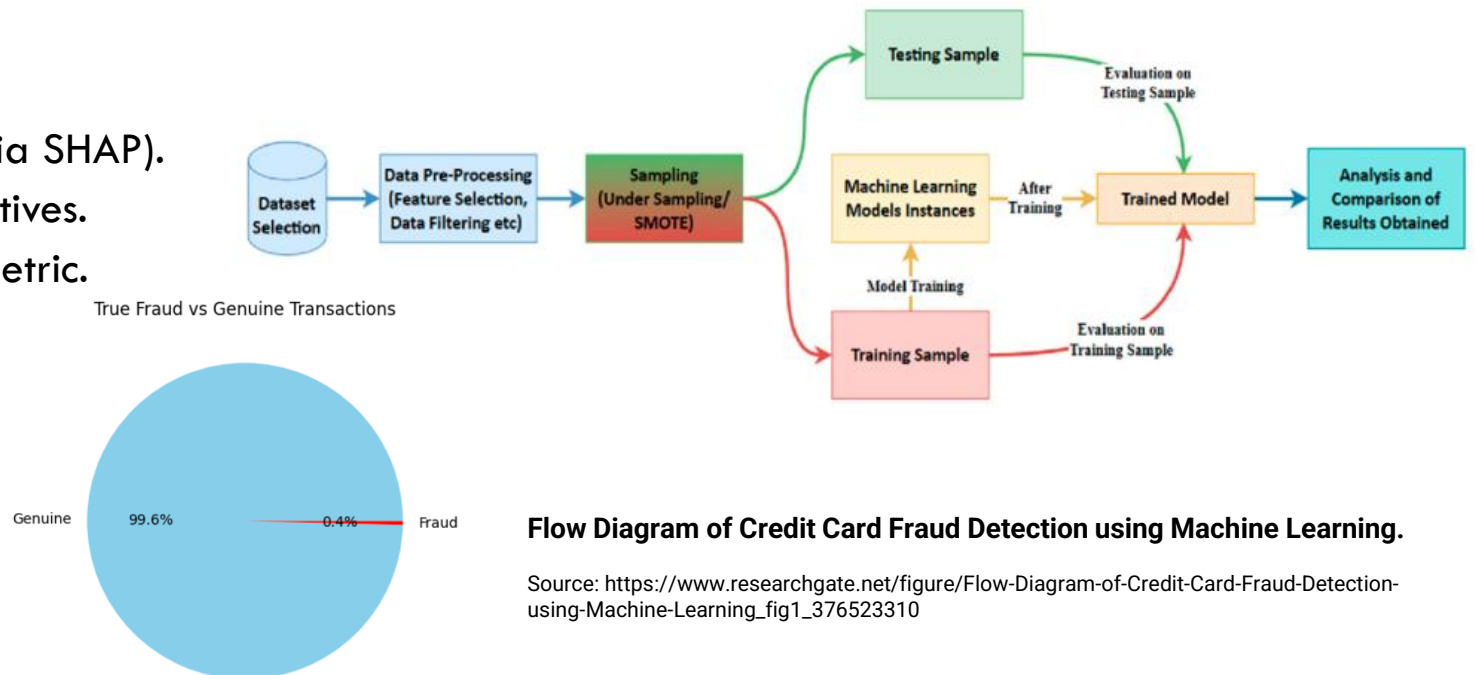 ia SHAP).
tives.
etric.
Dataset
Selection
Data Pre-Processing
(Feature Selection,
Data Filtering etc)
Sampling
(Under Sampling/
SMOTE)
Testing Sample
Evaluation on
Testing Sample
Machine Learning
Models Instances
After
Training
Trained Model
Analysis and
Comparison of
Results Obtained
Model Training
Training Sample
Evaluation on
Training Sample
True Fraud vs Genuine Transactions
Genuine
99.6%
0.4%
Fraud
Flow Diagram of Credit Card Fraud Detection using Machine Learning.
Source: https://www.researchgate.net/figure/Flow-Diagram-of-Credit-Card-Fraud-Detection-
using-Machine-Learning_fig1_376523310